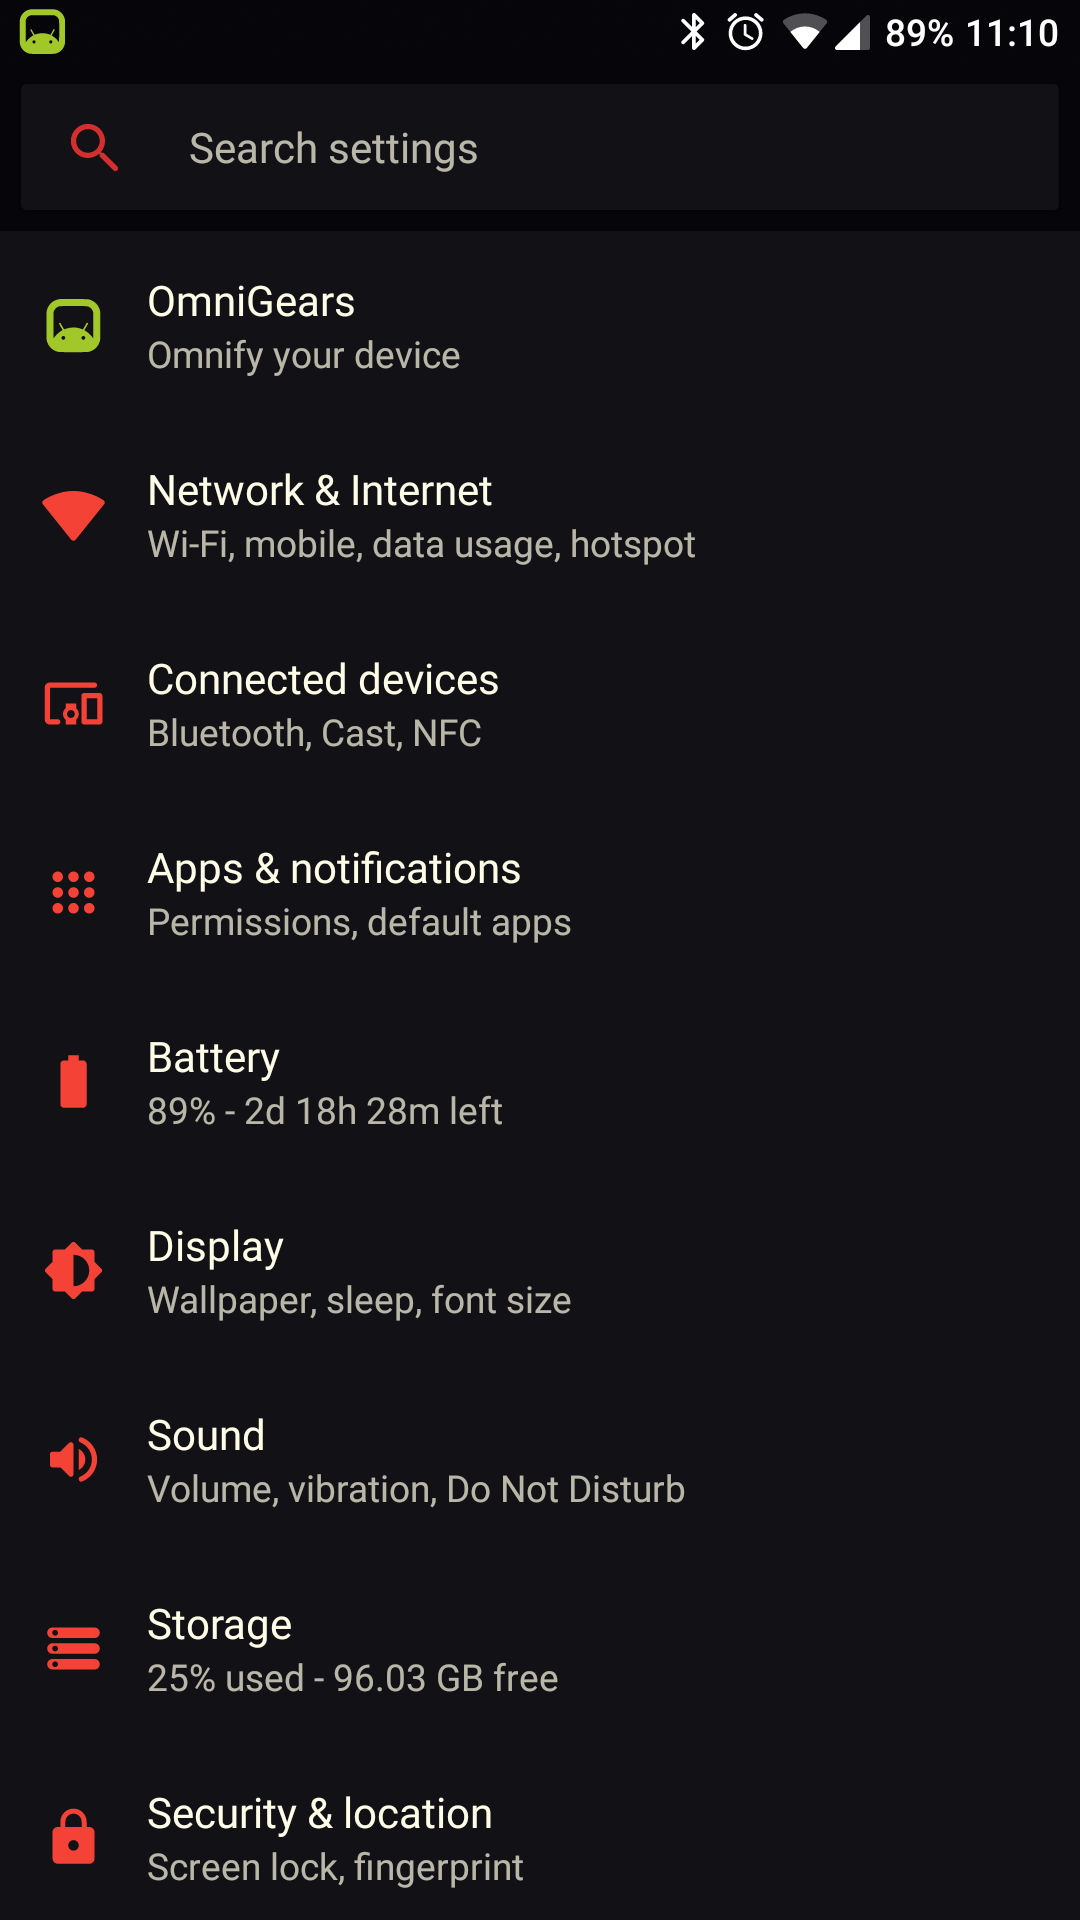 89% 11:10
Search settings
OmniGears
Omnify your device
Network & Internet
Wi-Fi, mobile, data usage, hotspot
Connected devices
Bluetooth, Cast, NFC
Apps & notifications
Permissions, default apps
Battery
89% - 2d 18h 28m left
Display
Wallpaper, sleep, font size
Sound
Volume, vibration, Do Not Disturb
Storage
25% used - 96.03 GB free
Security & location
Screen lock, fingerprint